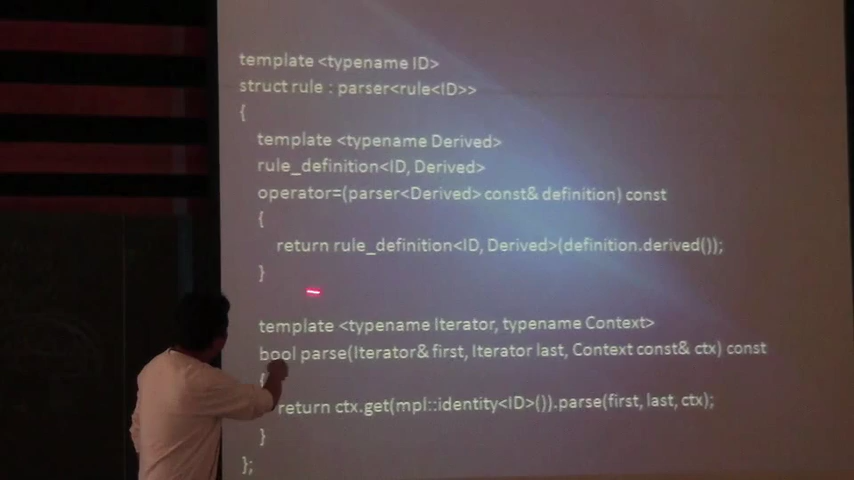 template <typename ID>
struct rule : parser<rule<ID>>
{
template <typename Derived>
rule_definition<ID, Derived>
operator=(parser<Derived> const& definition) const
{
return rule_definition<ID, Derived>(definition.derived());
}
template <typename Iterator, typename Context>
bool parse(Iterator& first, Iterator last, Context const& ctx) const
{
return ctx.get(mpl::identity<ID>()).parse(first, last, ctx);
}
};